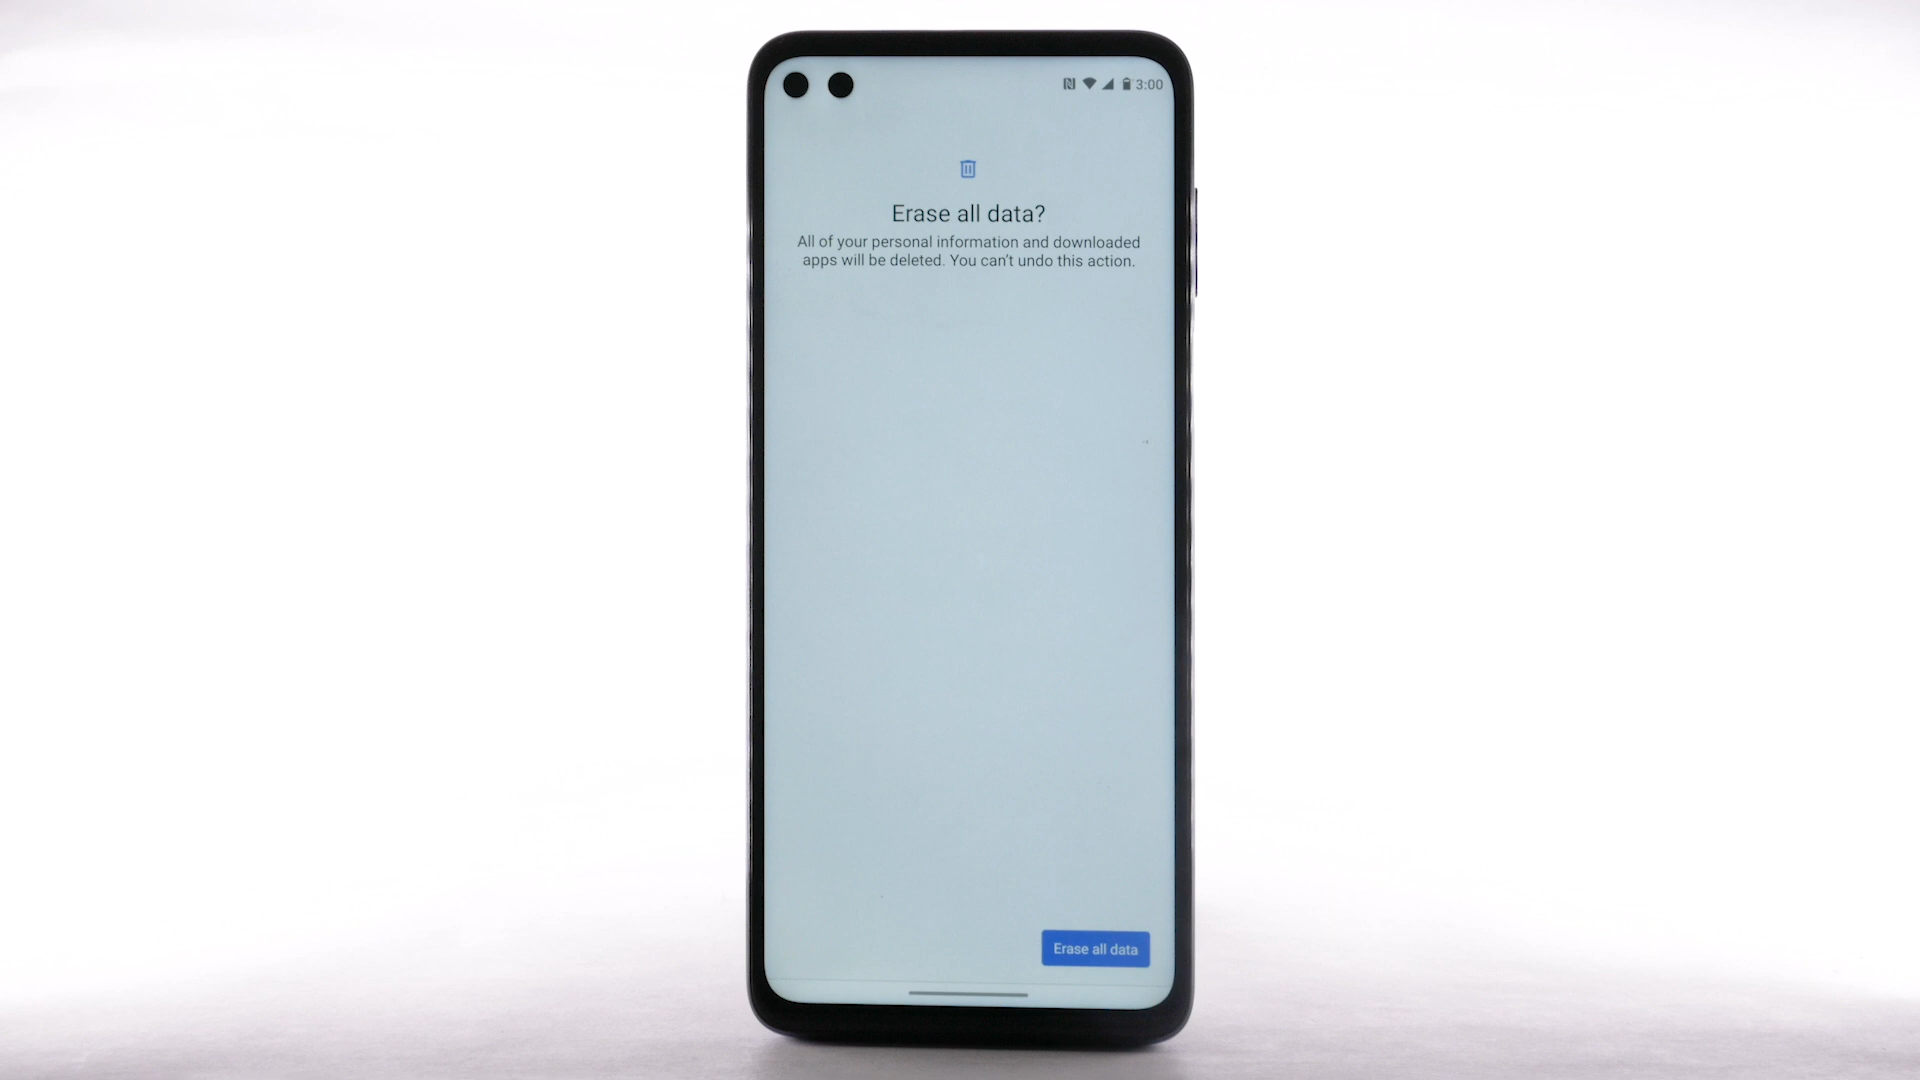 3:00
Erase all data?
All of your personal information and downloaded
apps will be deleted. You can't undo this action.
Erase all data